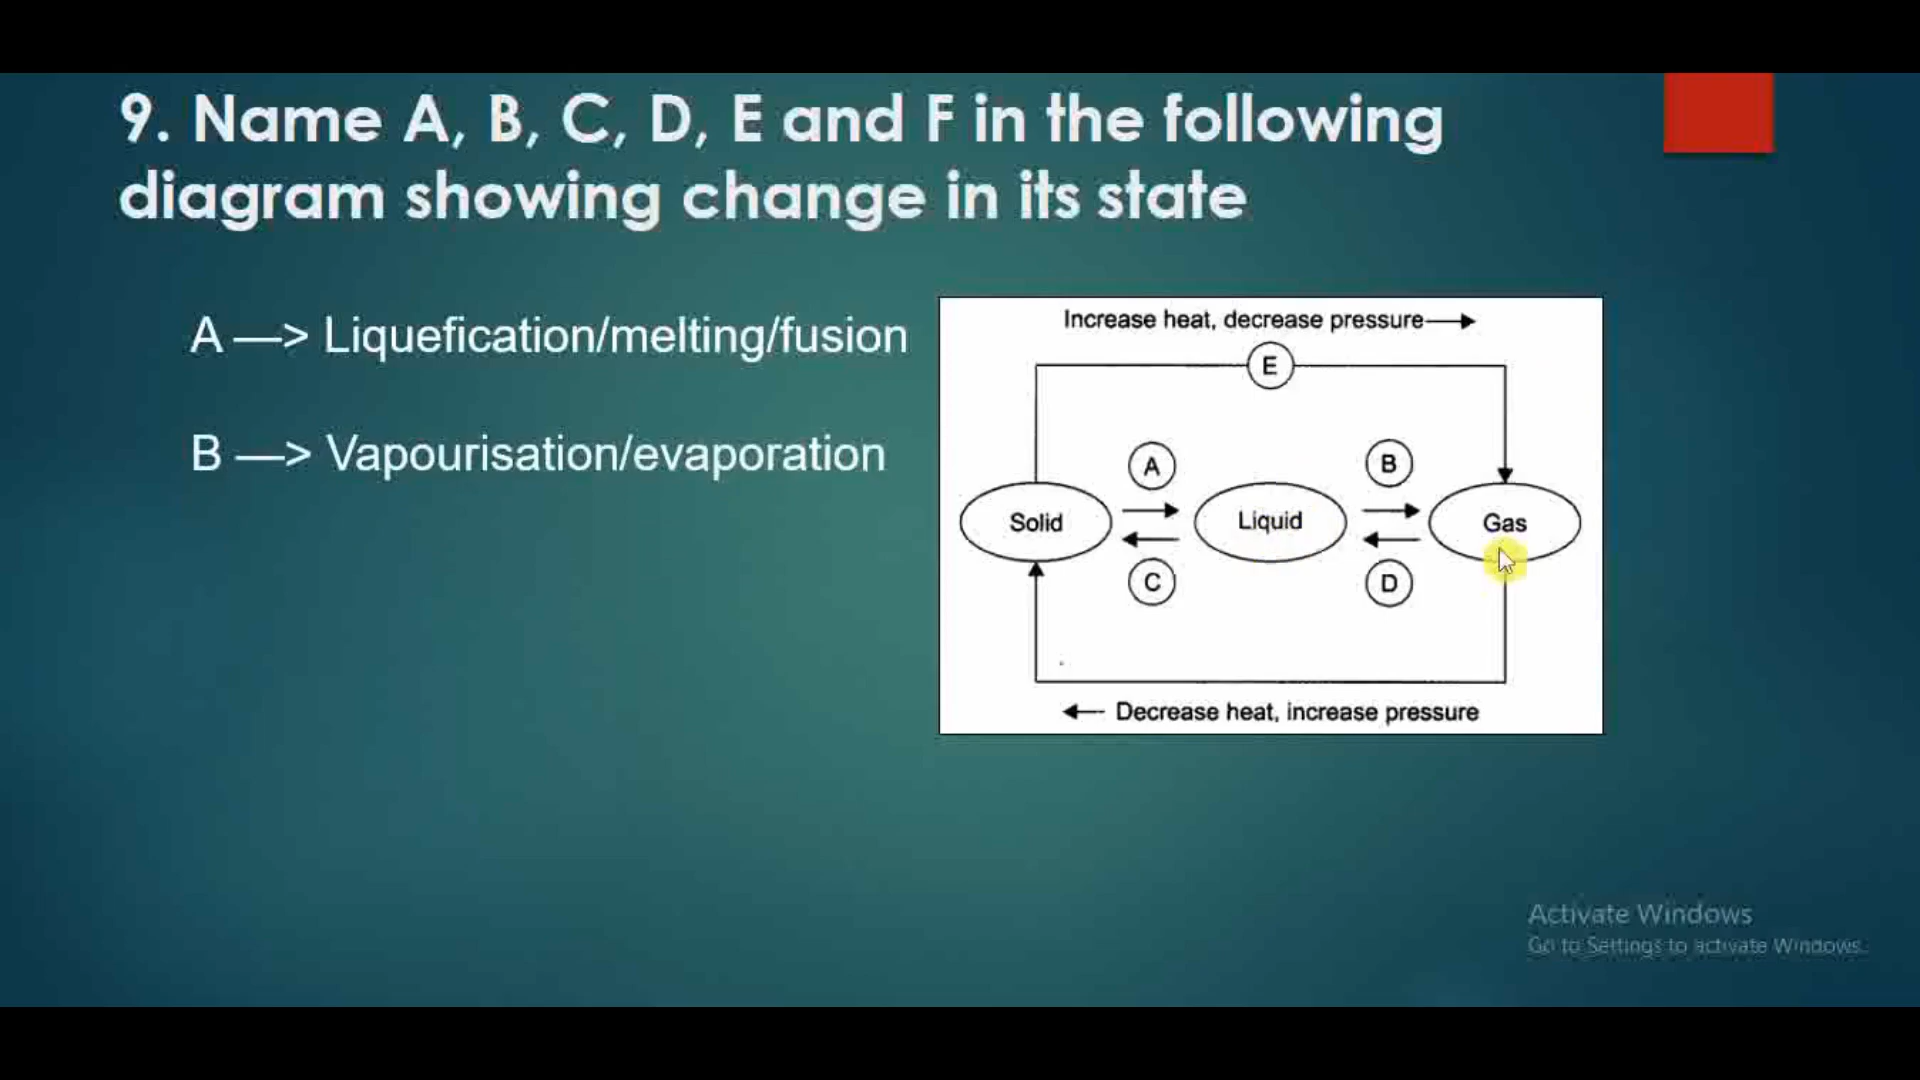 9. Name A, B, C, D, E and F in the following
diagram showing change in its state
A —> Liquefication/melting/fusion
B —> Vapourisation/evaporation
Increase heat, decrease pressure→
E
A
B
Solid
Liquid
Gas
C
D
← Decrease heat, increase pressure
Activate Windows
Go to Settings to activate Windows.